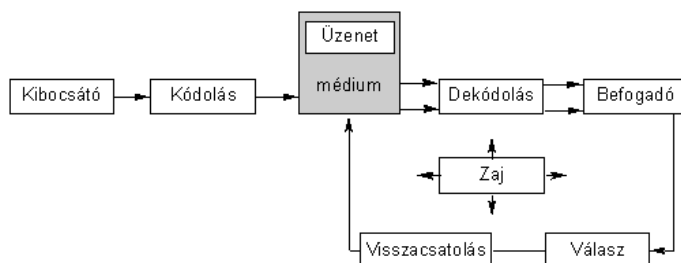 Üzenet
médium
Kibocsátó
Kódolás
Dekódolás
Befogadó
Zaj
Visszacsatolás
Válasz